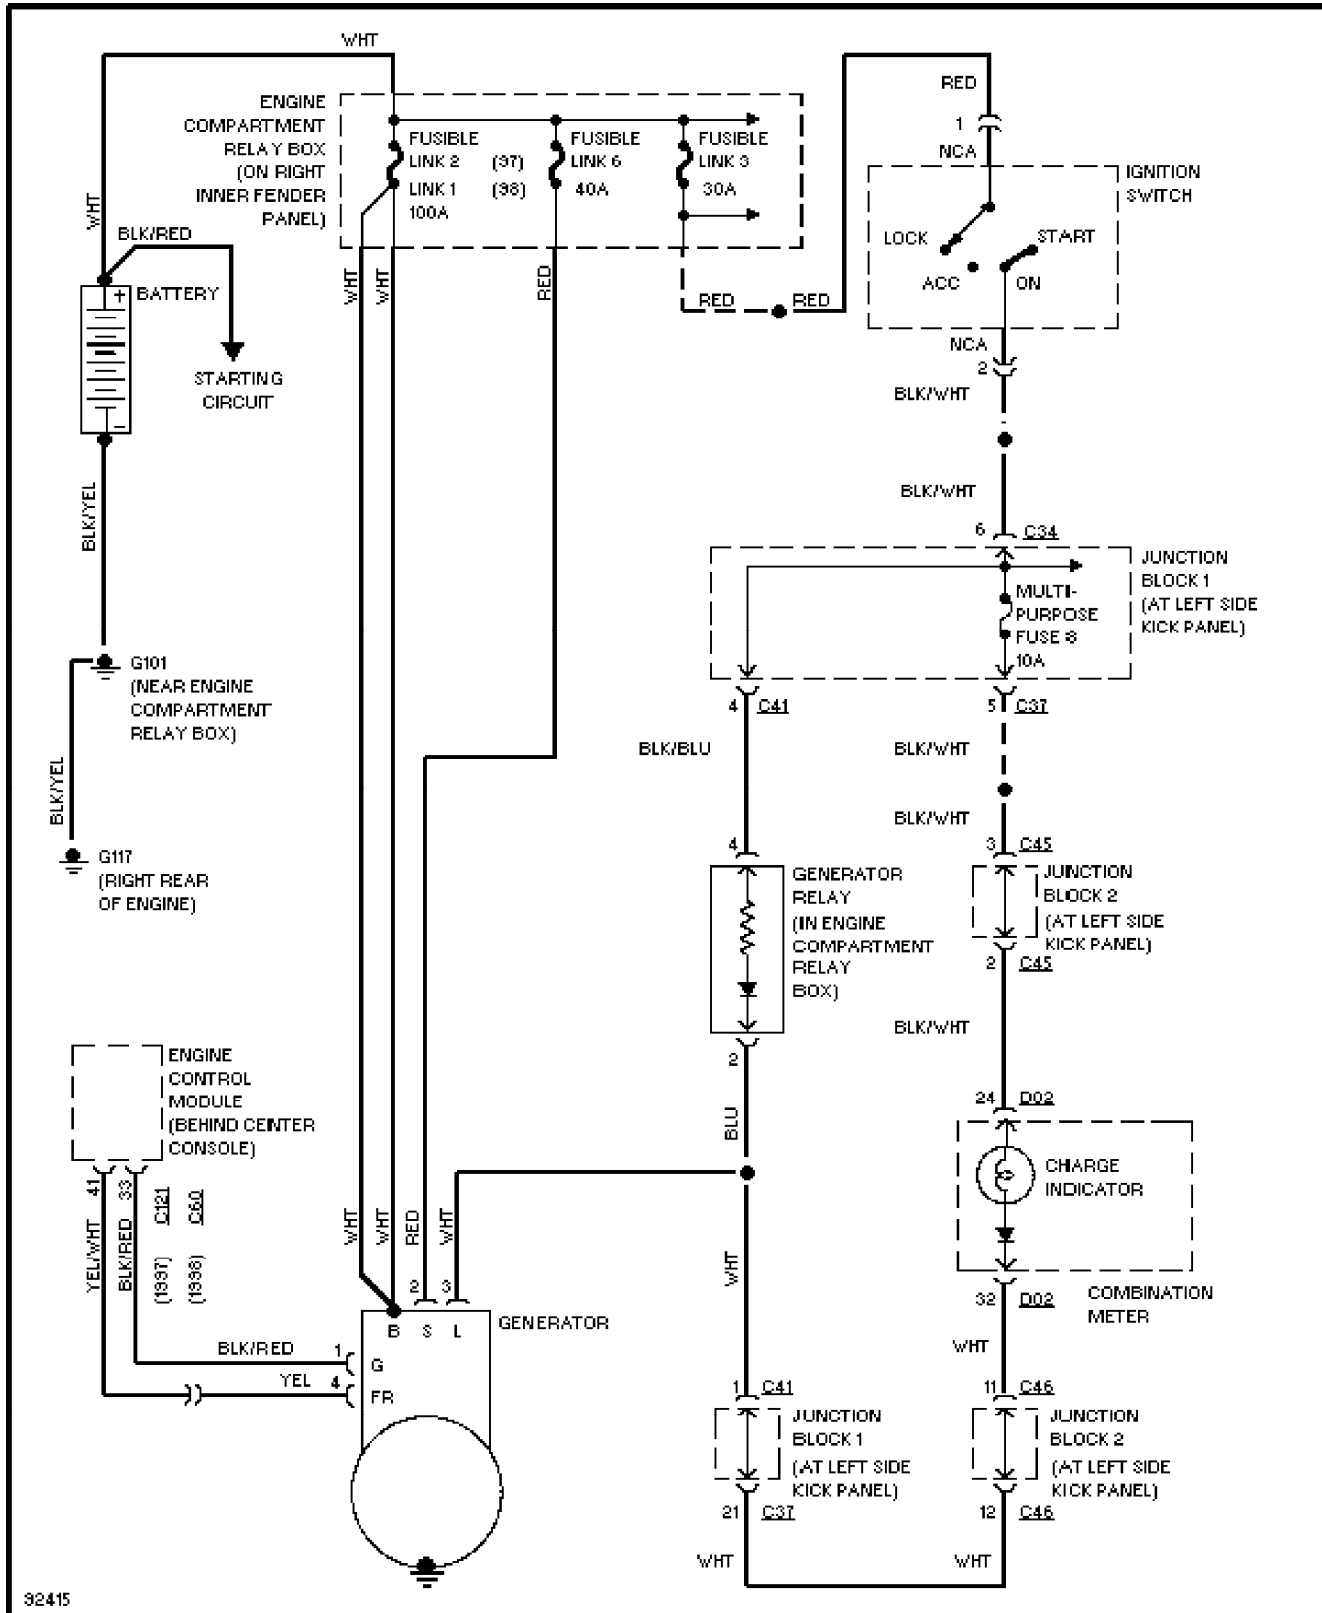 WHT
RED
1
NCA
ENGINE
COMPARTMENT
RELAY BOX
(ON RIGHT
INNER FENDER
PANEL)
FUSIBLE
LINK 2 (97)
LINK 1 (98)
100A
FUSIBLE
LINK 6
40A
FUSIBLE
LINK 3
30A
IGNITION
SWITCH
LOCK
START
ACC
ON
WHT
BLK/RED
BATTERY
+
-
STARTING
CIRCUIT
WHT
WHT
RED
RED
RED
NCA
2
BLK/WHT
BLK/WHT
6 C34
JUNCTION
BLOCK 1
(AT LEFT SIDE
KICK PANEL)
MULTI-
PURPOSE
FUSE 8
10A
BLK/YEL
G101
(NEAR ENGINE
COMPARTMENT
RELAY BOX)
4 C41
5 C37
BLK/BLU
BLK/WHT
BLK/YEL
G117
(RIGHT REAR
OF ENGINE)
BLK/WHT
4
3 C45
GENERATOR
RELAY
(IN ENGINE
COMPARTMENT
RELAY
BOX)
JUNCTION
BLOCK 2
(AT LEFT SIDE
KICK PANEL)
2 C45
BLK/WHT
2
BLU
ENGINE
CONTROL
MODULE
(BEHIND CENTER
CONSOLE)
24 D02
CHARGE
INDICATOR
41
33
C121
C60
YEL/WHT
BLK/RED
(1997)
(1998)
WHT
WHT
RED
WHT
2
3
WHT
32 D02
COMBINATION
METER
B S L
GENERATOR
BLK/RED 1
G
YEL 4
FR
WHT
1 C41
11 C46
JUNCTION
BLOCK 1
(AT LEFT SIDE
KICK PANEL)
JUNCTION
BLOCK 2
(AT LEFT SIDE
KICK PANEL)
21 C37
12 C46
WHT
WHT
92415